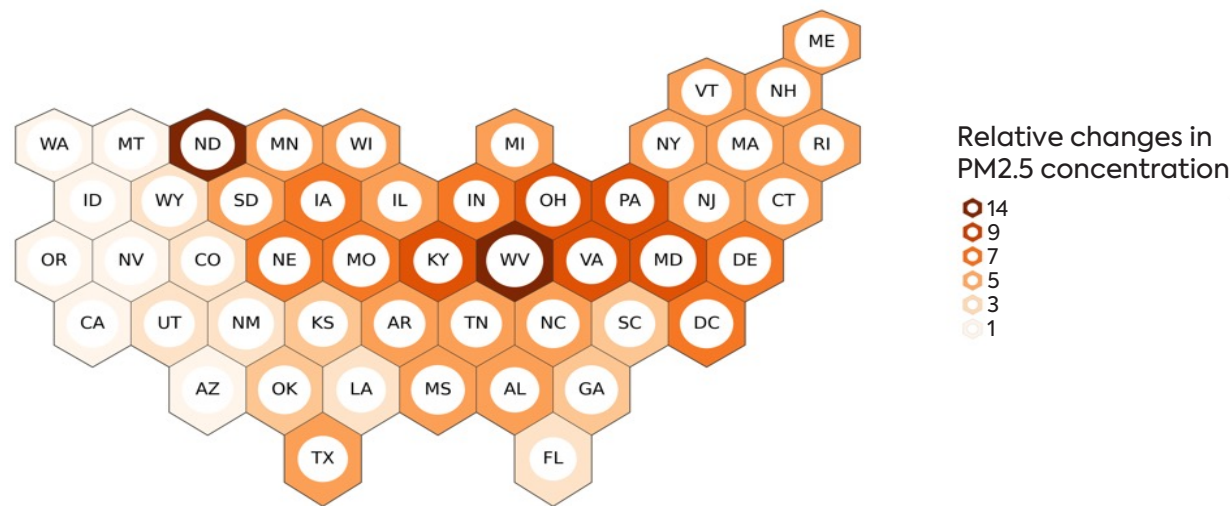 ME
VT NH
WA MT ND MN WI MI NY MA RI
ID WY SD IA IL IN OH PA NJ CT
OR NV CO NE MO KY WV VA MD DE
CA UT NM KS AR TN NC SC DC
AZ OK LA MS AL GA
TX FL
Relative changes in
PM2.5 concentration
14
9
7
5
3
1